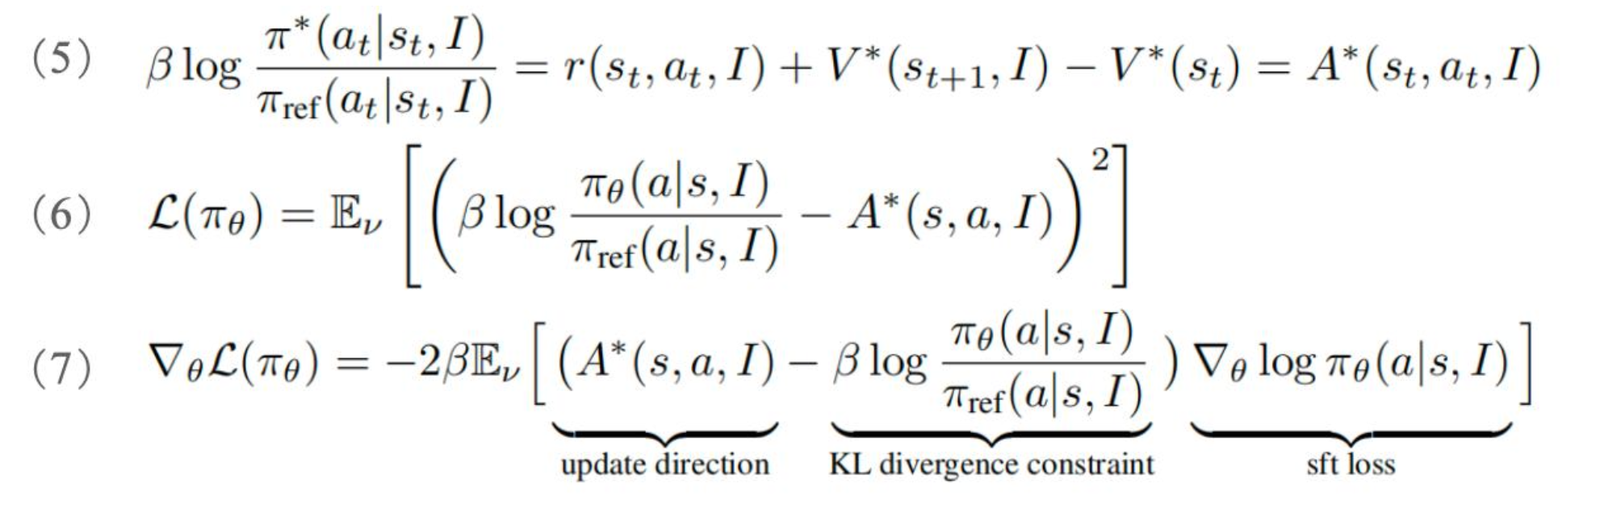 (5) β log π*(a_t|s_t, I) / π_ref(a_t|s_t, I) = r(s_t, a_t, I) + V*(s_{t+1}, I) − V*(s_t) = A*(s_t, a_t, I)
(6) ℒ(π_θ) = 𝔼_ν [ ( β log π_θ(a|s, I) / π_ref(a|s, I) − A*(s, a, I) )^2 ]
(7) ∇_θ ℒ(π_θ) = −2β𝔼_ν [ (A*(s, a, I) − β log π_θ(a|s, I) / π_ref(a|s, I) ) ∇_θ log π_θ(a|s, I) ]
update direction KL divergence constraint sft loss